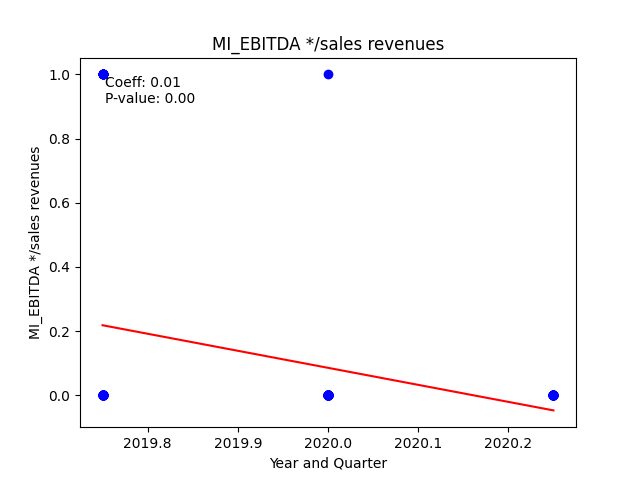 MI_EBITDA */sales revenues
1.0
Coeff: 0.01
P-value: 0.00
0.8
0.6
0.4
0.2
0.0
MI_EBITDA */sales revenues
2019.8 2019.9 2020.0 2020.1 2020.2
Year and Quarter